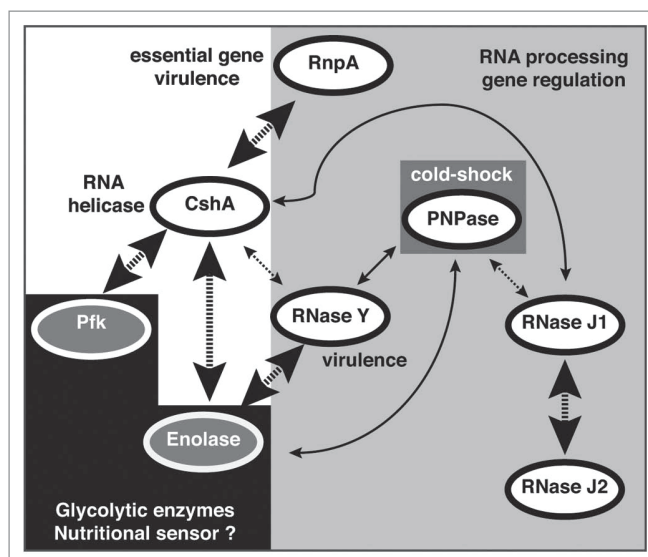 essential gene
virulence
RnpA
RNA processing
gene regulation
RNA
helicase
CshA
cold-shock
PNPase
Pfk
RNase Y
virulence
RNase J1
Enolase
RNase J2
Glycolytic enzymes
Nutritional sensor ?